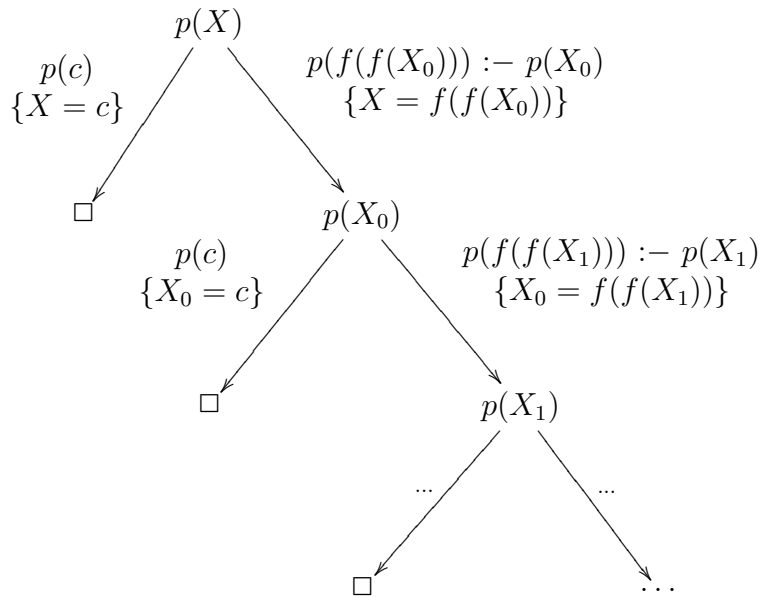 p(X)
p(c)
{X = c}
p(f(f(X₀))) :– p(X₀)
{X = f(f(X₀))}
□
p(X₀)
p(c)
{X₀ = c}
p(f(f(X₁))) :– p(X₁)
{X₀ = f(f(X₁))}
□
p(X₁)
...
...
□
...